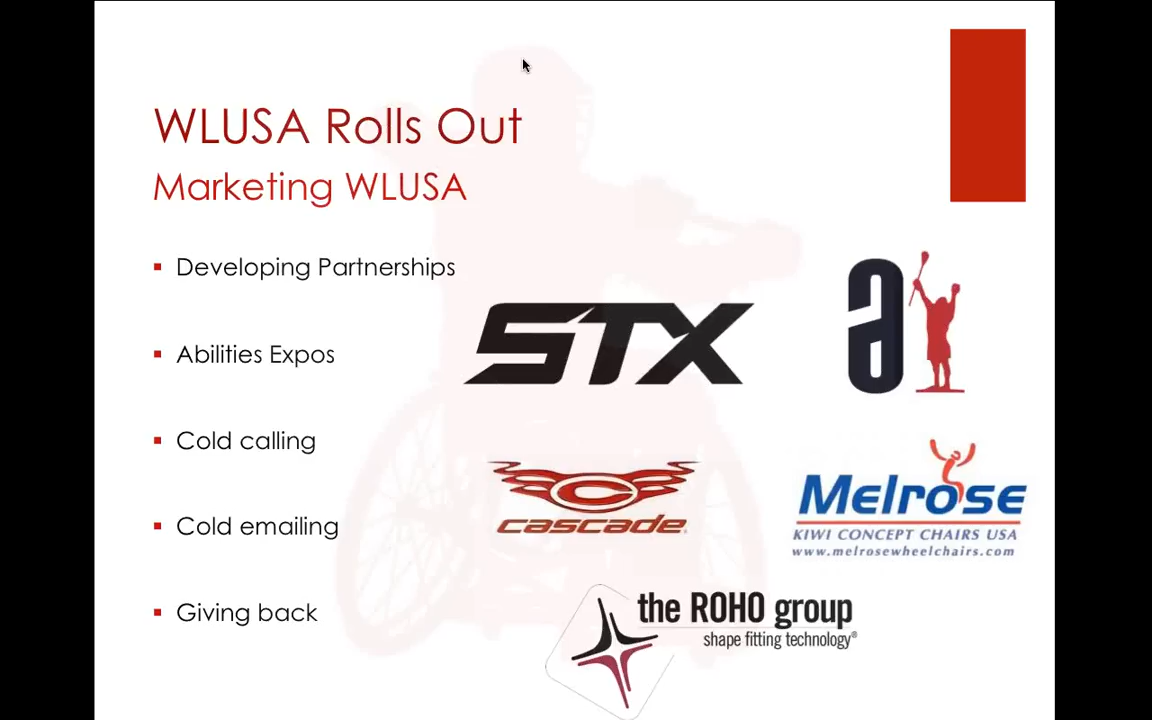 WLUSA Rolls Out
Marketing WLUSA
Developing Partnerships
Abilities Expos
Cold calling
Cold emailing
Giving back
STX
a
cascade
Melrose
KIWI CONCEPT CHAIRS USA
www.melrosewheelchairs.com
the ROHO group
shape fitting technology®